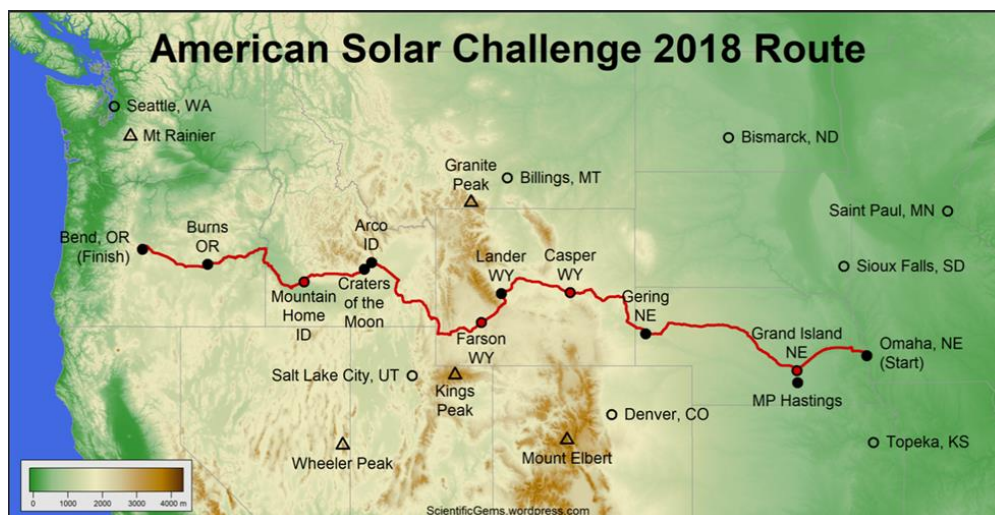 American Solar Challenge 2018 Route
Seattle, WA
Mt Rainier
Bismarck, ND
Granite
Peak
Billings, MT
Saint Paul, MN
Bend, OR
(Finish)
Burns
OR
Arco
ID
Lander
WY
Casper
WY
Sioux Falls, SD
Mountain
Home
ID
Craters
of the
Moon
Gering
NE
Farson
WY
Grand Island
NE
Omaha, NE
(Start)
Salt Lake City, UT
Kings
Peak
MP Hastings
Denver, CO
Wheeler Peak
Mount Elbert
Topeka, KS
0 1000 2000 3000 4000 m
ScientificGems.wordpress.com